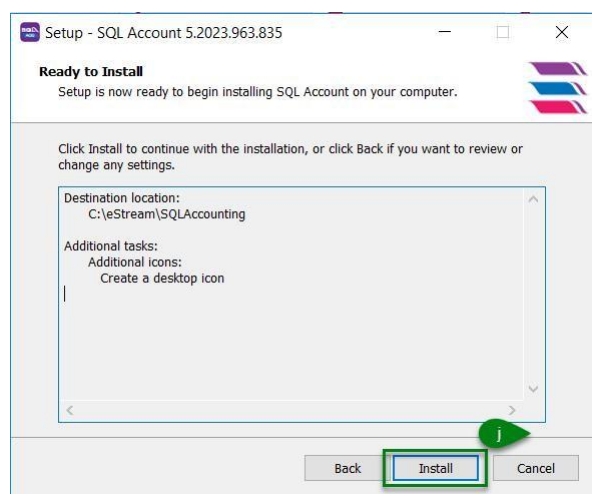 Setup - SQL Account 5.2023.963.835
Ready to Install
Setup is now ready to begin installing SQL Account on your computer.
Click Install to continue with the installation, or click Back if you want to review or
change any settings.
Destination location:
C:\eStream\SQLAccounting
Additional tasks:
Additional icons:
Create a desktop icon
j
Back
Install
Cancel